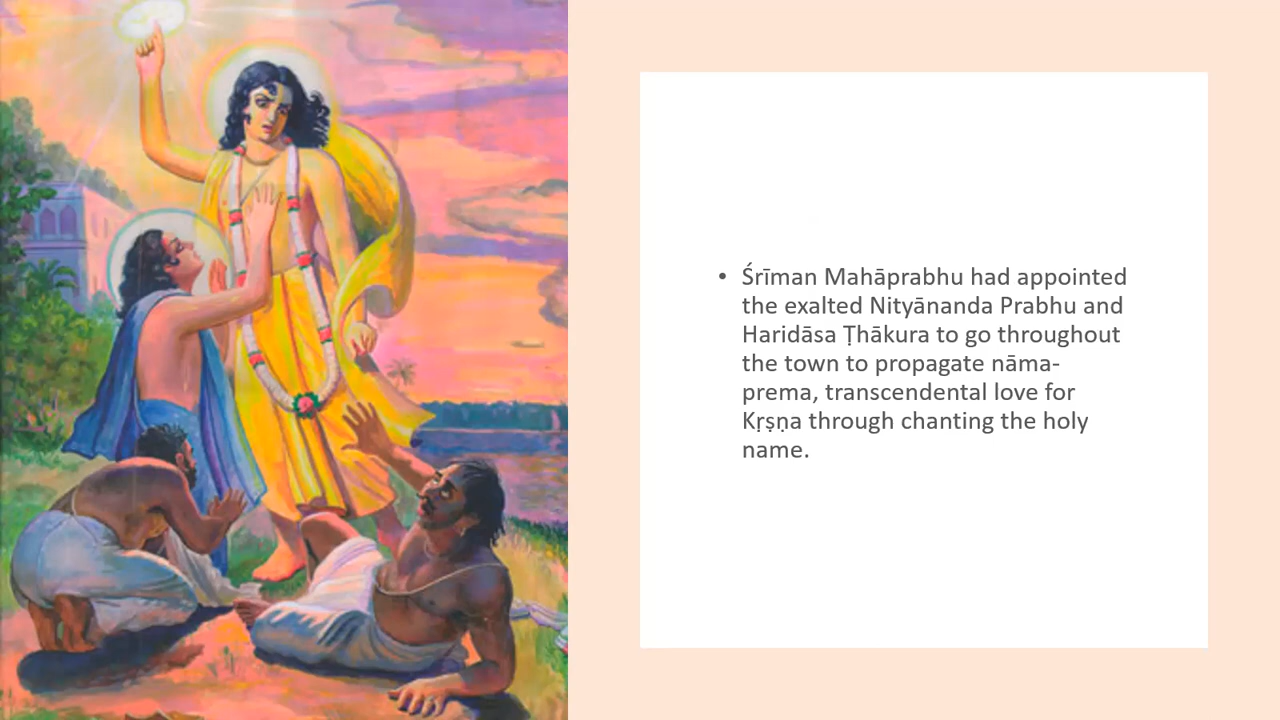 • Śrīman Mahāprabhu had appointed
the exalted Nityānanda Prabhu and
Haridāsa Ṭhākura to go throughout
the town to propagate nāma-
prema, transcendental love for
Kṛṣṇa through chanting the holy
name.